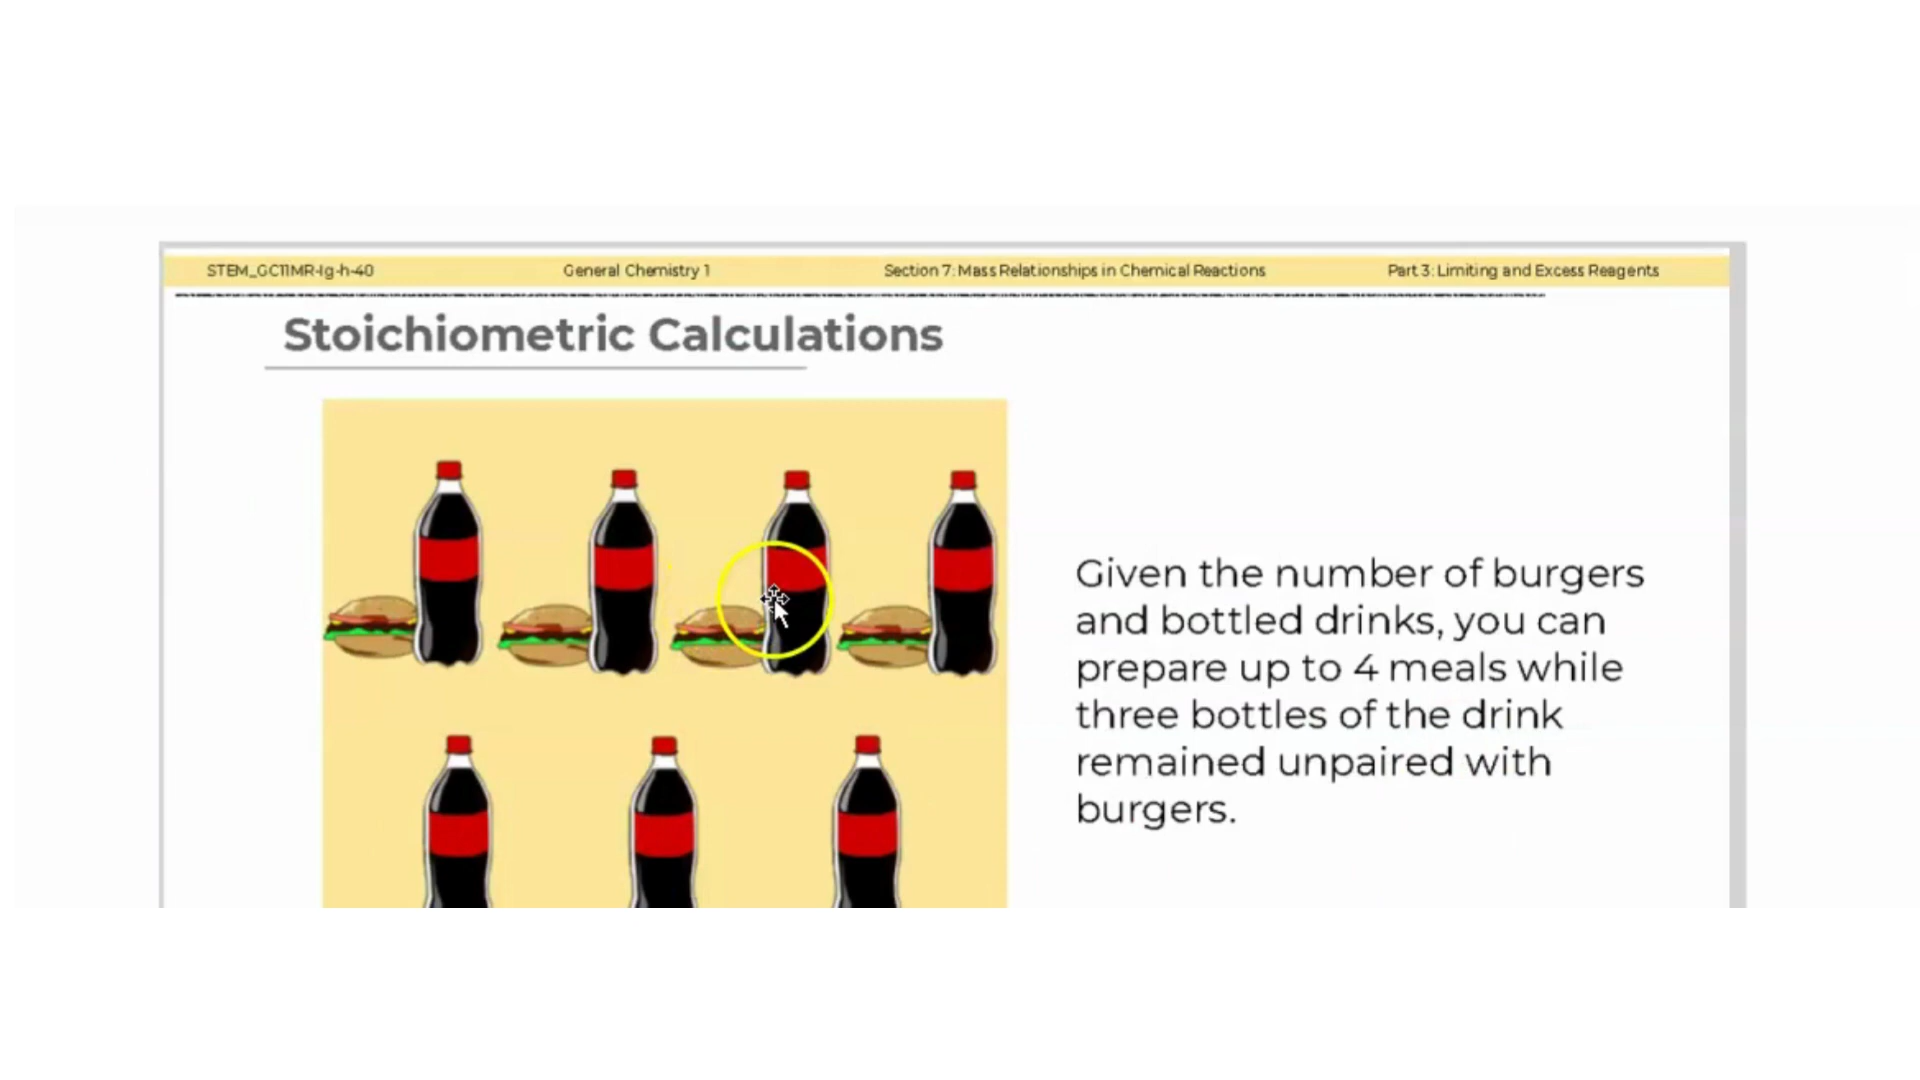 STEM_GC11MR-Ig-h-40 General Chemistry 1 Section 7: Mass Relationships in Chemical Reactions Part 3: Limiting and Excess Reagents
Stoichiometric Calculations
Given the number of burgers
and bottled drinks, you can
prepare up to 4 meals while
three bottles of the drink
remained unpaired with
burgers.